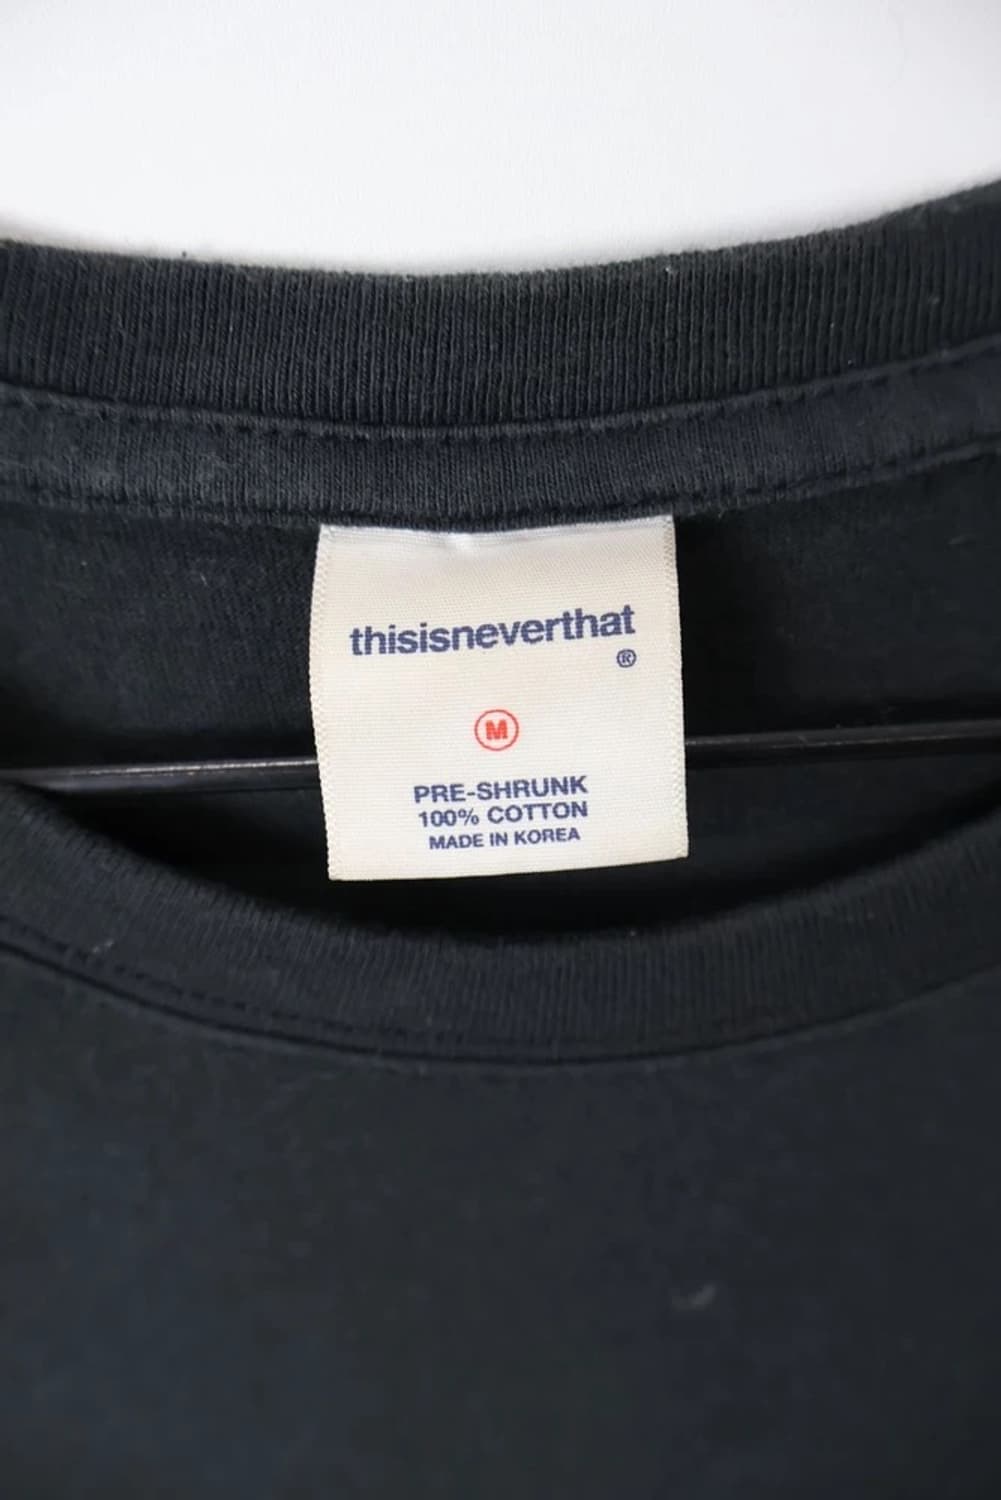 thisisneverthat
®
M
PRE-SHRUNK
100% COTTON
MADE IN KOREA